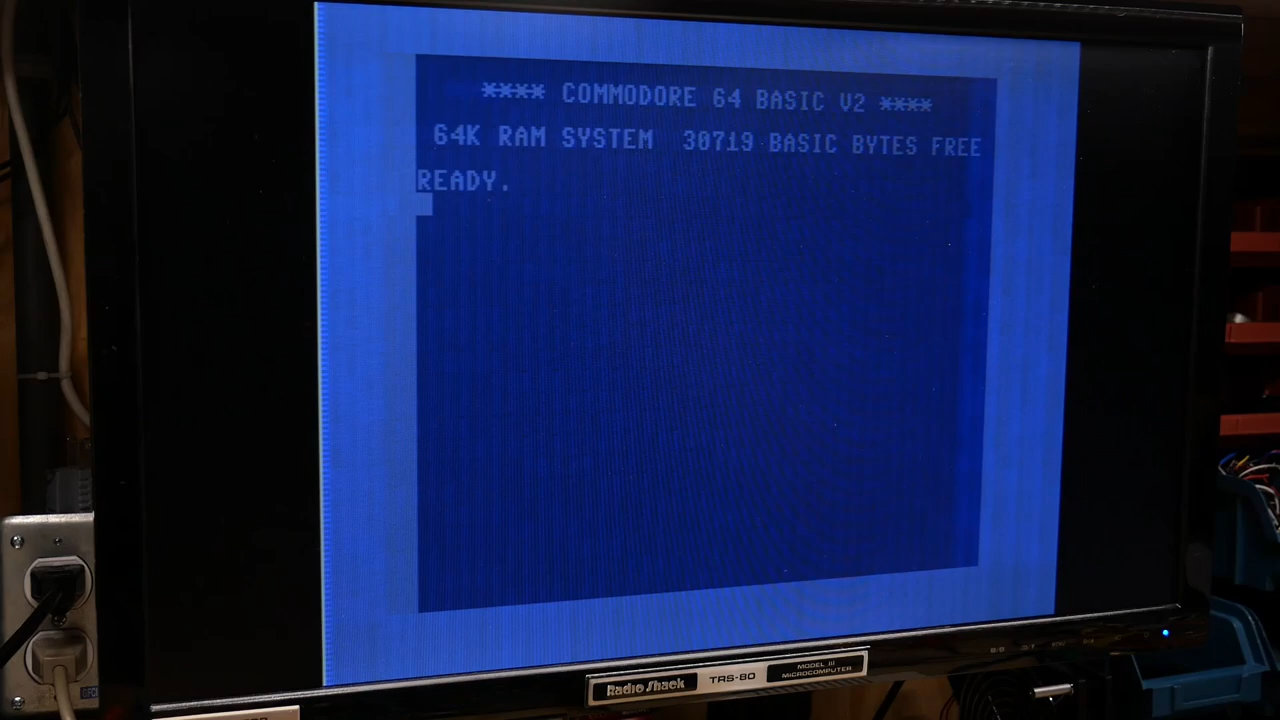 **** COMMODORE 64 BASIC V2 ****
64K RAM SYSTEM  30719 BASIC BYTES FREE
READY.
Radio Shack TRS-80 MODEL III MICROCOMPUTER
GFCI